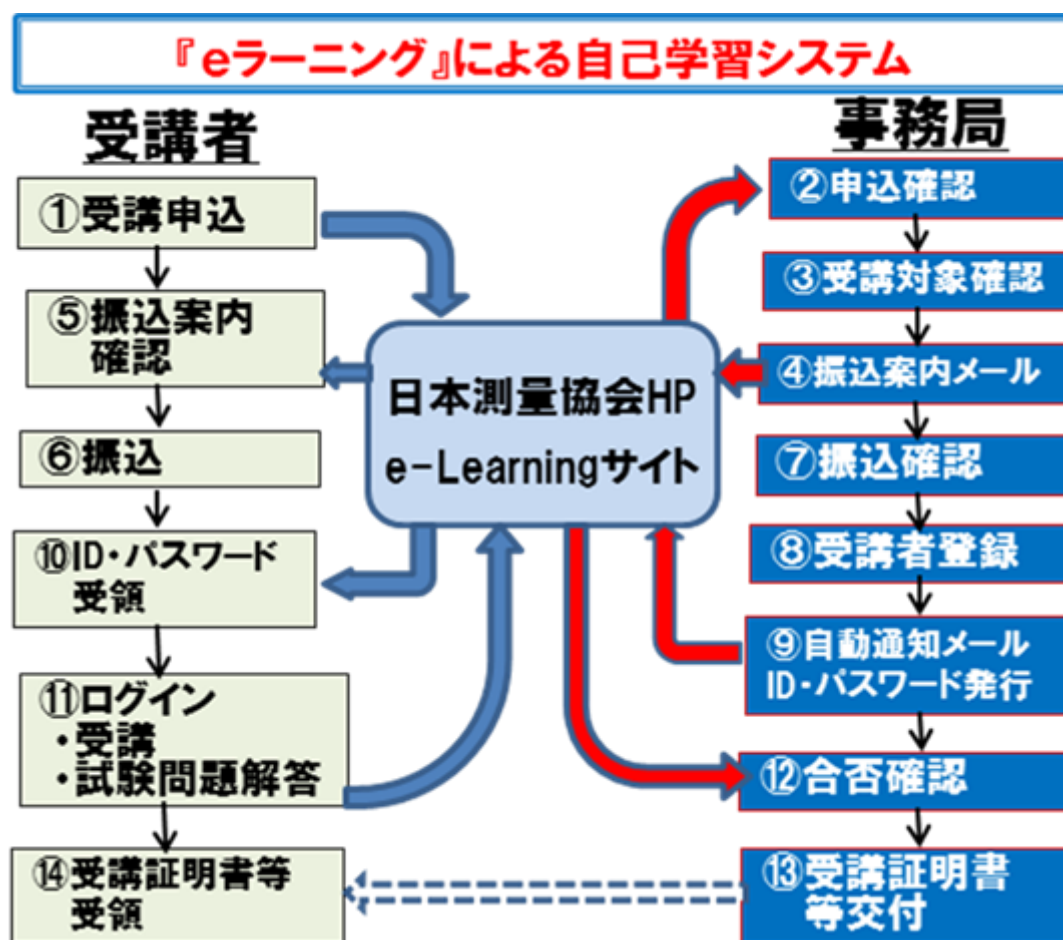 『eラーニング』による自己学習システム
受講者
①受講申込
⑤振込案内
確認
⑥振込
⑩ID・パスワード
受領
⑪ログイン
・受講
・試験問題解答
⑭受講証明書等
受領
日本測量協会HP
e-Learningサイト
事務局
②申込確認
③受講対象確認
④振込案内メール
⑦振込確認
⑧受講者登録
⑨自動通知メール
ID・パスワード発行
⑫合否確認
⑬受講証明書
等交付